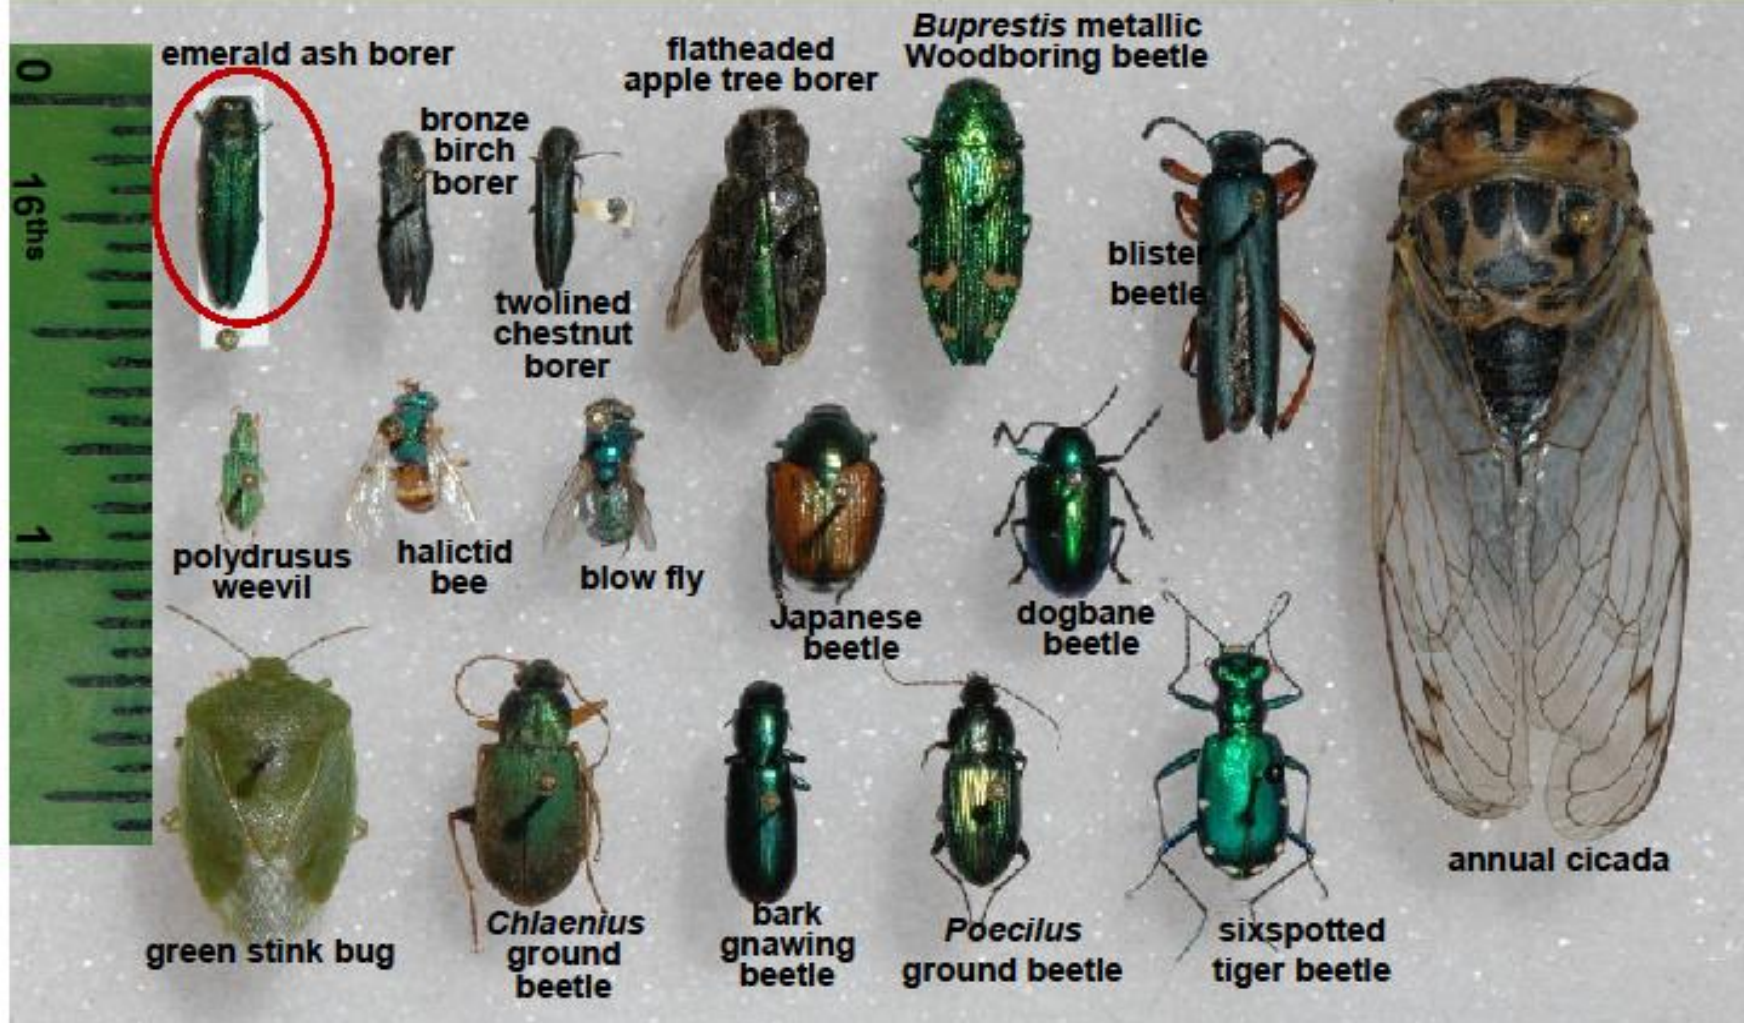 emerald ash borer
flatheaded
apple tree borer
Buprestis metallic
Woodboring beetle
bronze
birch
borer
twolined
chestnut
borer
blister
beetle
polydrusus
weevil
halictid
bee
blow fly
Japanese
beetle
dogbane
beetle
annual cicada
green stink bug
Chlaenius
ground
beetle
bark
gnawing
beetle
Poecilus
ground beetle
sixspotted
tiger beetle
0
16ths
1